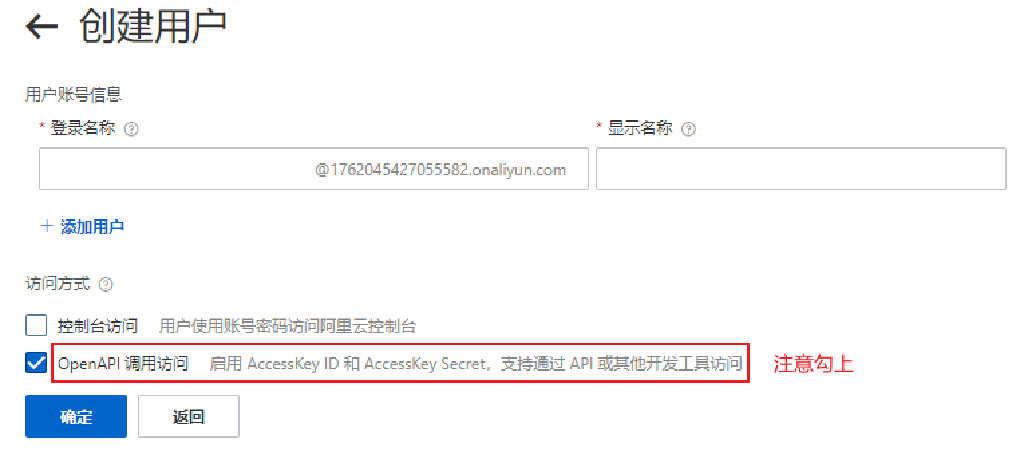 ← 创建用户
用户账号信息
* 登录名称 ?
* 显示名称 ?
@1762045427055582.onaliyun.com
+ 添加用户
访问方式 ?
控制台访问 用户使用账号密码访问阿里云控制台
OpenAPI 调用访问 启用 AccessKey ID 和 AccessKey Secret，支持通过 API 或其他开发工具访问 注意勾上
确定 返回